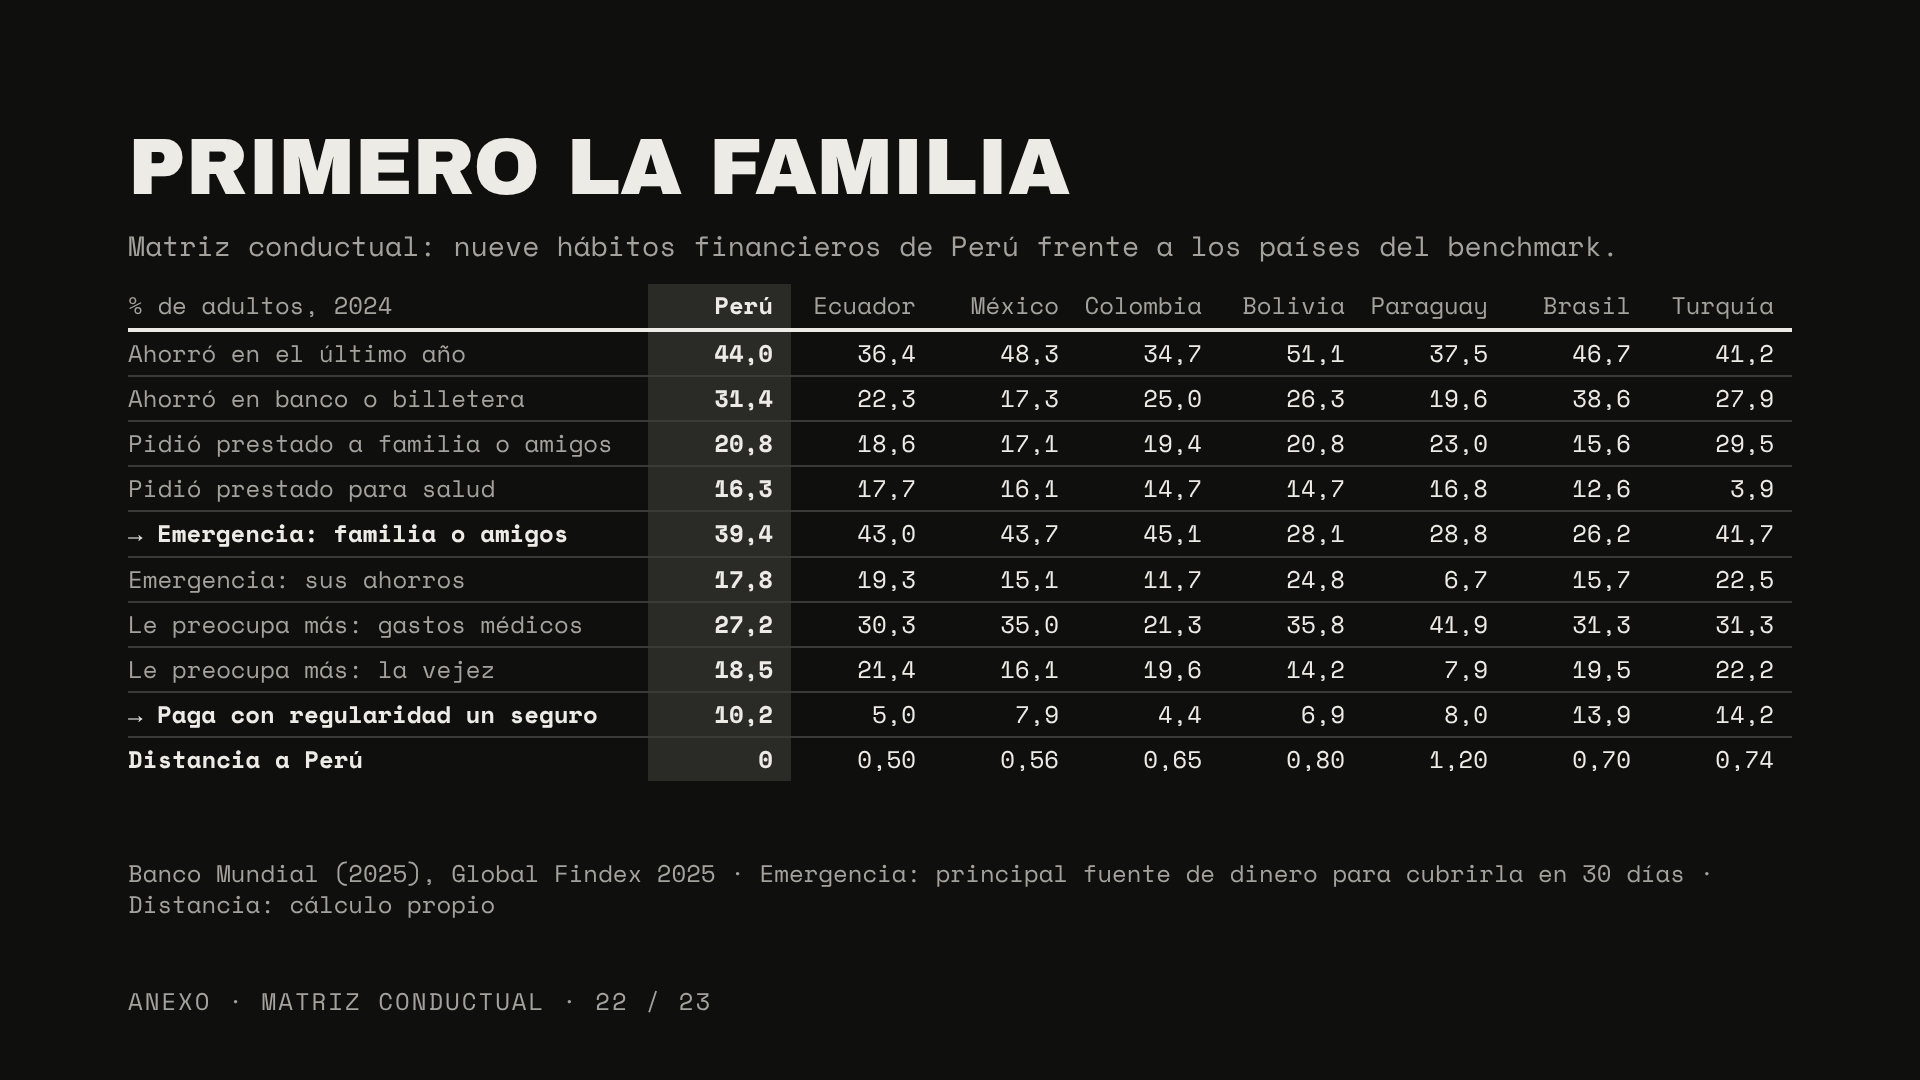 PRIMERO LA FAMILIA
Matriz conductual: nueve hábitos financieros de Perú frente a los países del benchmark.
% de adultos, 2024 Perú Ecuador México Colombia Bolivia Paraguay Brasil Turquía
Ahorró en el último año 44,0 36,4 48,3 34,7 51,1 37,5 46,7 41,2
Ahorró en banco o billetera 31,4 22,3 17,3 25,0 26,3 19,6 38,6 27,9
Pidió prestado a familia o amigos 20,8 18,6 17,1 19,4 20,8 23,0 15,6 29,5
Pidió prestado para salud 16,3 17,7 16,1 14,7 14,7 16,8 12,6 3,9
→ Emergencia: familia o amigos 39,4 43,0 43,7 45,1 28,1 28,8 26,2 41,7
Emergencia: sus ahorros 17,8 19,3 15,1 11,7 24,8 6,7 15,7 22,5
Le preocupa más: gastos médicos 27,2 30,3 35,0 21,3 35,8 41,9 31,3 31,3
Le preocupa más: la vejez 18,5 21,4 16,1 19,6 14,2 7,9 19,5 22,2
→ Paga con regularidad un seguro 10,2 5,0 7,9 4,4 6,9 8,0 13,9 14,2
Distancia a Perú 0 0,50 0,56 0,65 0,80 1,20 0,70 0,74
Banco Mundial (2025), Global Findex 2025 · Emergencia: principal fuente de dinero para cubrirla en 30 días ·
Distancia: cálculo propio
ANEXO · MATRIZ CONDUCTUAL · 22 / 23